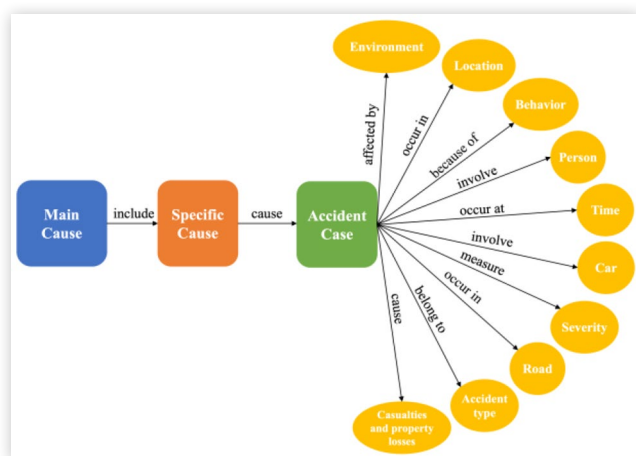 Environment
Location
Behavior
Person
Time
Car
Severity
Road
Accident
type
Casualties
and property
losses
affected by
occur in
because of
involve
occur at
involve
measure
occur in
belong to
cause
Main
Cause
include
Specific
Cause
cause
Accident
Case